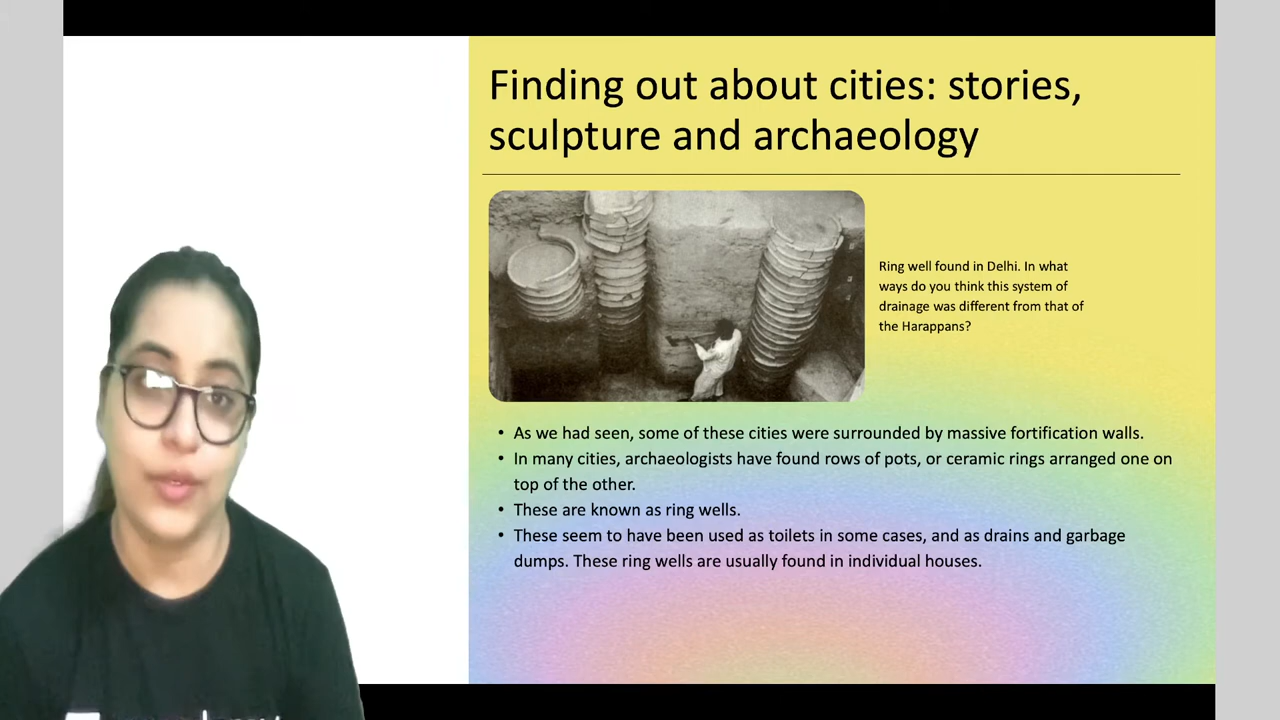 Finding out about cities: stories,
sculpture and archaeology
Ring well found in Delhi. In what
ways do you think this system of
drainage was different from that of
the Harappans?
• As we had seen, some of these cities were surrounded by massive fortification walls.
• In many cities, archaeologists have found rows of pots, or ceramic rings arranged one on
top of the other.
• These are known as ring wells.
• These seem to have been used as toilets in some cases, and as drains and garbage
dumps. These ring wells are usually found in individual houses.